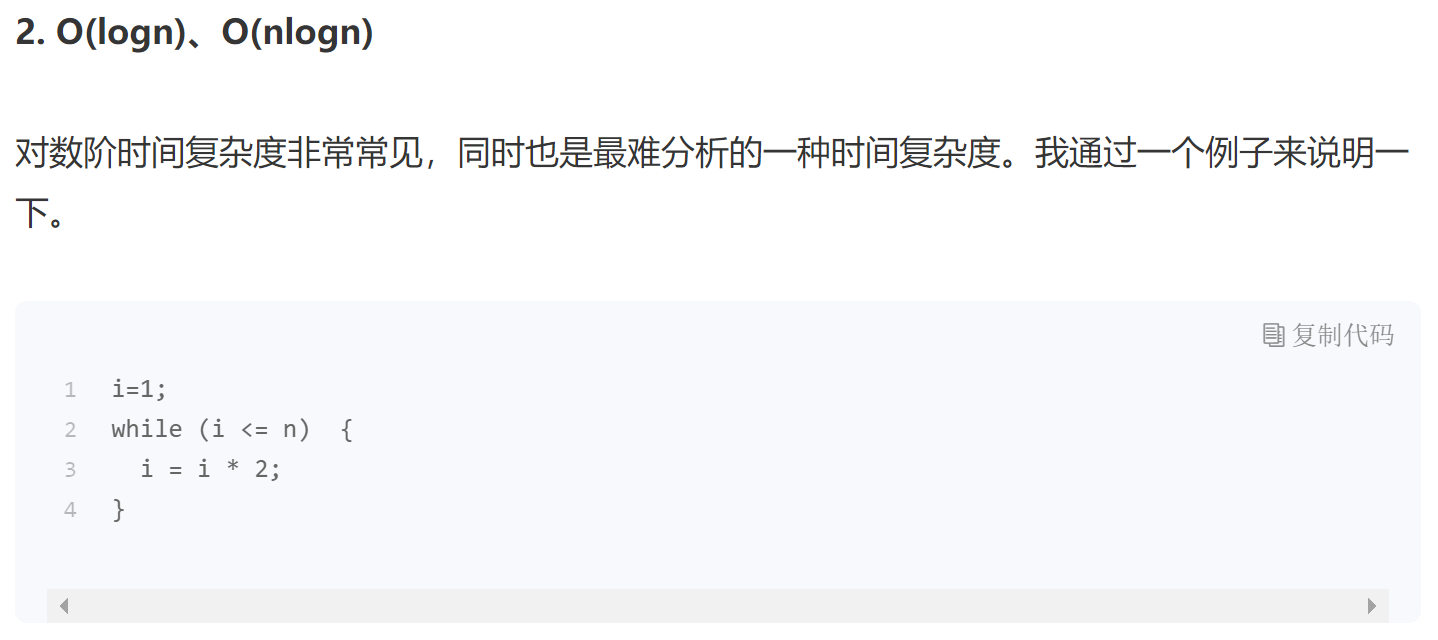 2. O(logn)、O(nlogn)
对数阶时间复杂度非常常见，同时也是最难分析的一种时间复杂度。我通过一个例子来说明一
下。
复制代码
1 i=1;
2 while (i <= n)  {
3   i = i * 2;
4 }